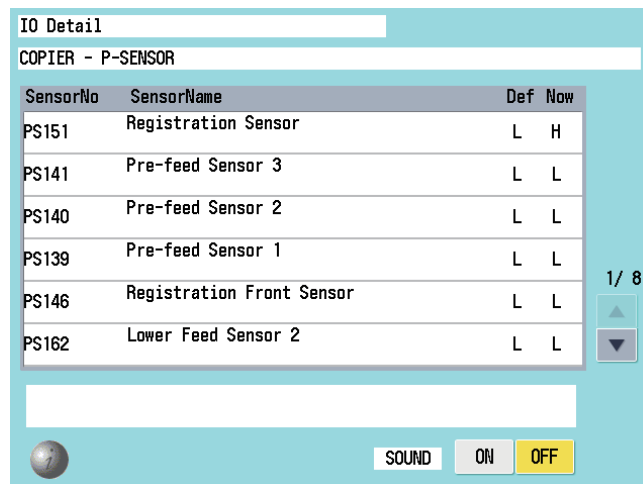 IO Detail
COPIER - P-SENSOR
SensorNo SensorName Def Now
PS151 Registration Sensor L H
PS141 Pre-feed Sensor 3 L L
PS140 Pre-feed Sensor 2 L L
PS139 Pre-feed Sensor 1 L L
PS146 Registration Front Sensor L L
PS162 Lower Feed Sensor 2 L L
1/ 8
i
SOUND ON OFF